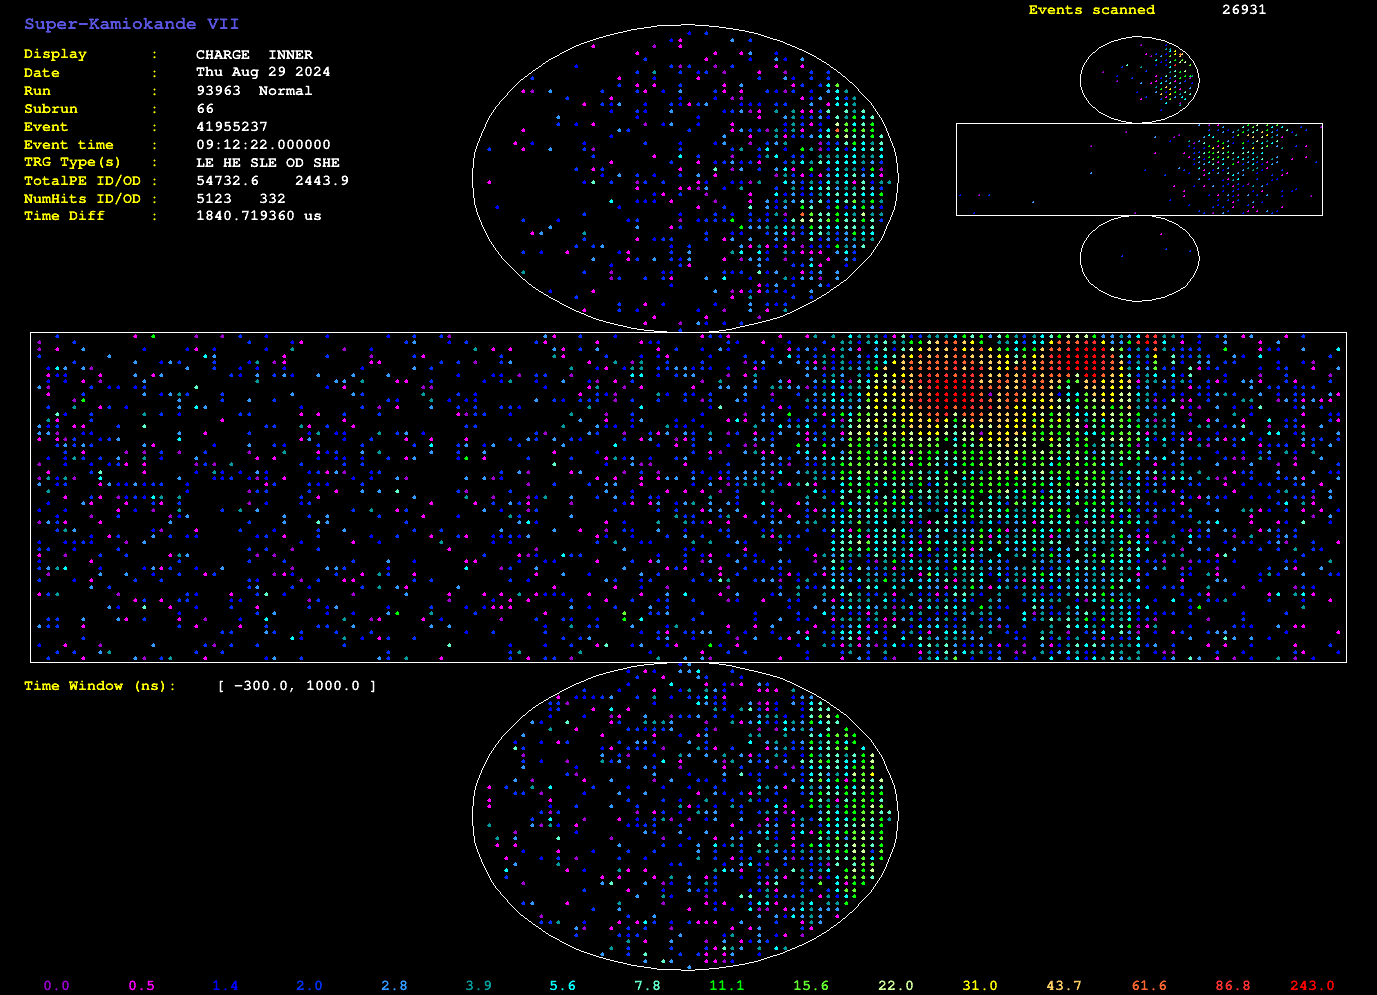 Super-Kamiokande VII
Display : CHARGE INNER
Date : Thu Aug 29 2024
Run : 93963 Normal
Subrun : 66
Event : 41955237
Event time : 09:12:22.000000
TRG Type(s) : LE HE SLE OD SHE
TotalPE ID/OD : 54732.6 2443.9
NumHits ID/OD : 5123 332
Time Diff : 1840.719360 us
Events scanned 26931
Time Window (ns): [ -300.0, 1000.0 ]
0.0 0.5 1.4 2.0 2.8 3.9 5.6 7.8 11.1 15.6 22.0 31.0 43.7 61.6 86.8 243.0